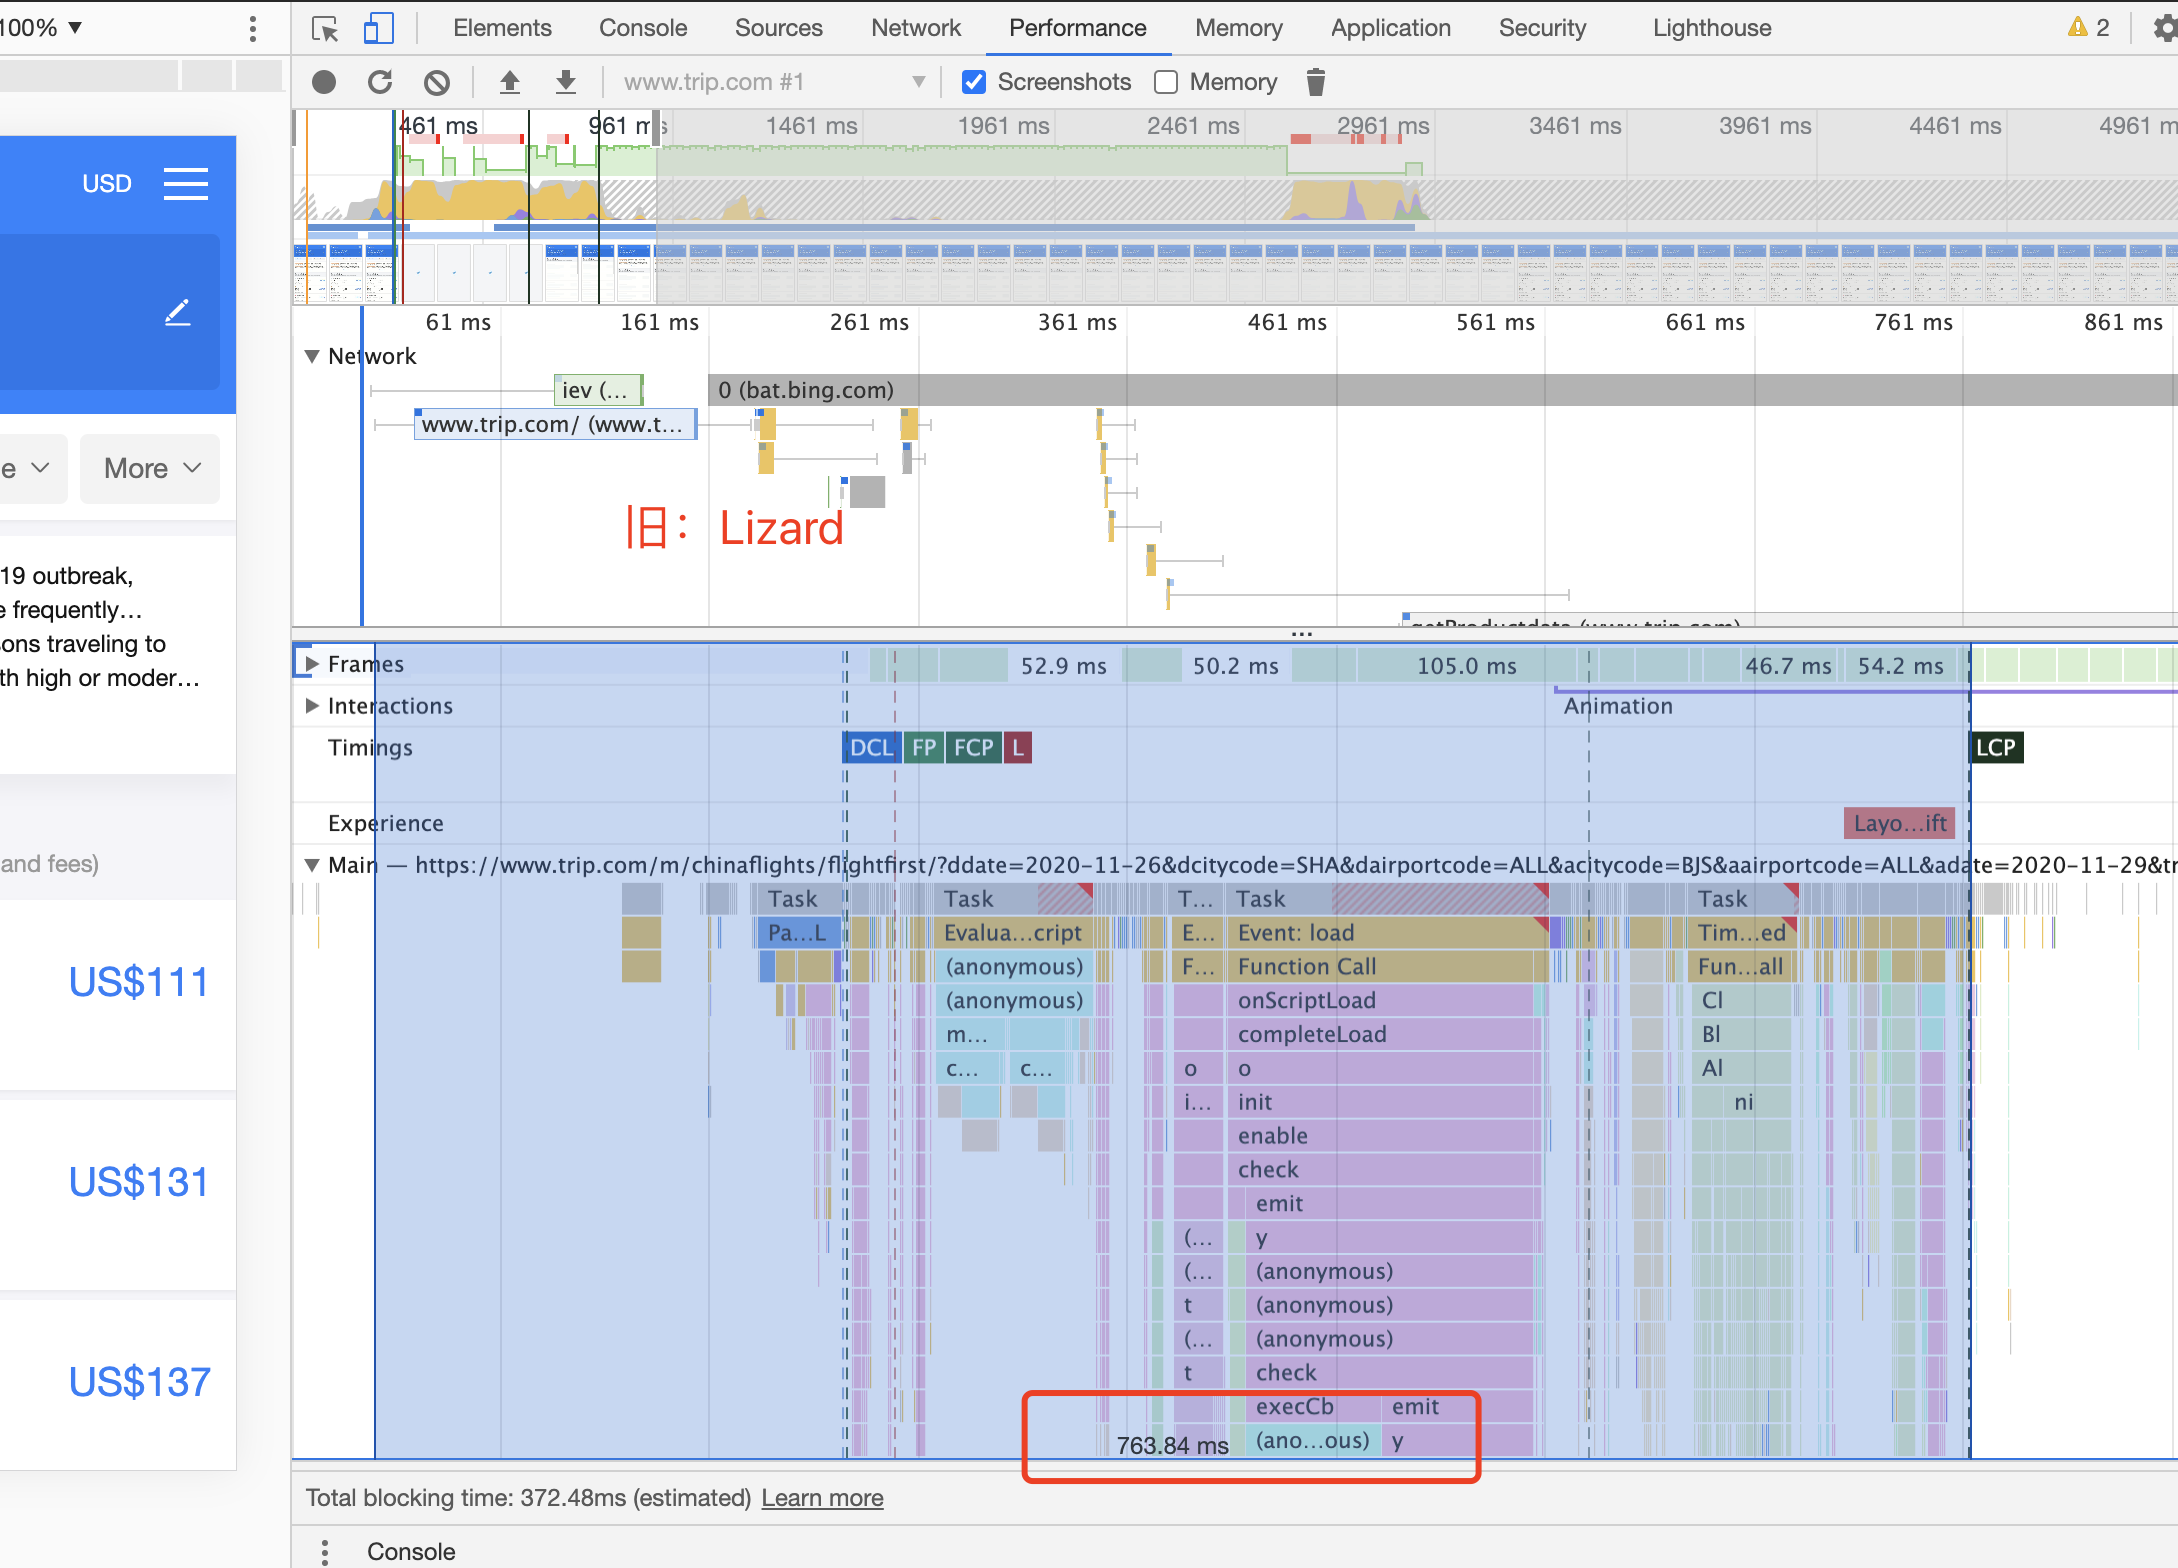 100% ▼
Elements Console Sources Network Performance Memory Application Security Lighthouse 2
www.trip.com #1 ▼ Screenshots Memory
461 ms 961 ms 1461 ms 1961 ms 2461 ms 2961 ms 3461 ms 3961 ms 4461 ms 4961 m
USD
61 ms 161 ms 261 ms 361 ms 461 ms 561 ms 661 ms 761 ms 861 ms
Network
iev (... 0 (bat.bing.com)
www.trip.com/ (www.t...
e More
旧：Lizard
19 outbreak,
e frequently...
ons traveling to
th high or moder...
getProductdata (www.trip.com)
...
Frames 52.9 ms 50.2 ms 105.0 ms 46.7 ms 54.2 ms
Interactions Animation
Timings DCL FP FCP L LCP
Experience Layo...ift
and fees)
Main — https://www.trip.com/m/chinaflights/flightfirst/?ddate=2020-11-26&dcitycode=SHA&dairportcode=ALL&acitycode=BJS&aairportcode=ALL&adate=2020-11-29&tr
Task Task T... Task Task
Pa...L Evalua...cript E... Event: load Tim...ed
(anonymous) F... Function Call Fun...all
US$111
(anonymous) onScriptLoad Cl
m... completeLoad Bl
c... c... o o Al
i... init ni
enable
check
US$131
emit
(... y
(... (anonymous)
t (anonymous)
(... (anonymous)
t check
US$137
execCb emit
763.84 ms (ano...ous) y
Total blocking time: 372.48ms (estimated) Learn more
Console